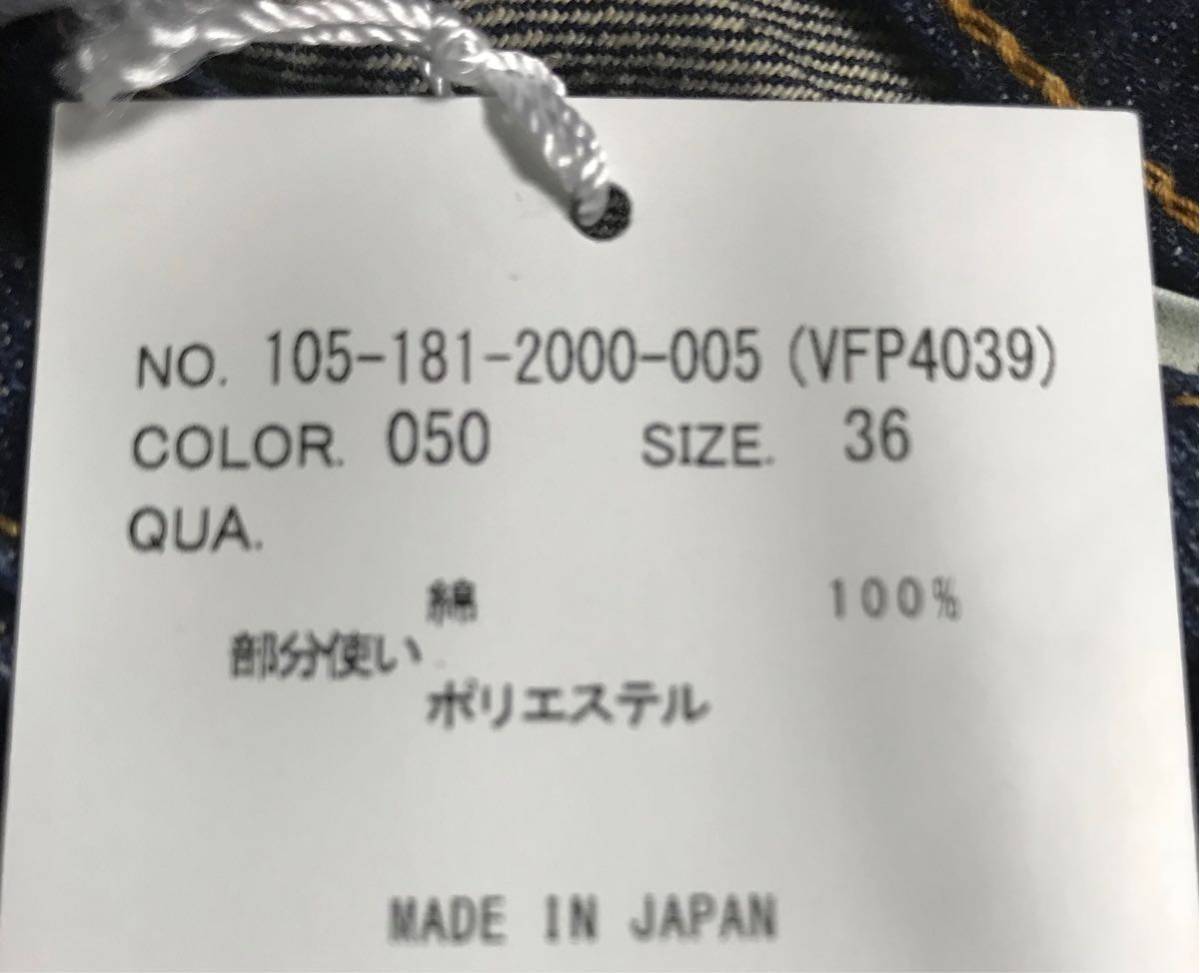 NO. 105-181-2000-005 (VFP4039)
COLOR. 050 SIZE. 36
QUA.
綿 100%
部分使い
ポリエステル
MADE IN JAPAN